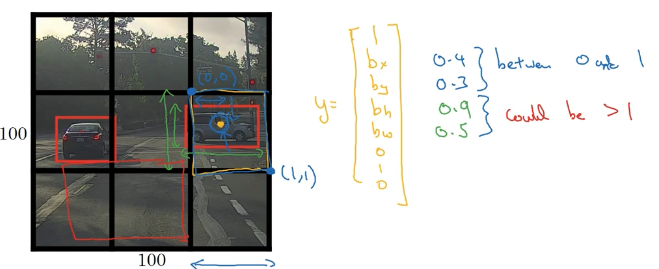 (0,0)
100
(1,1)
100
y=
1
bx
by
bh
bw
0
1
0
0.4
0.3
between 0 and 1
0.9
0.5
could be > 1